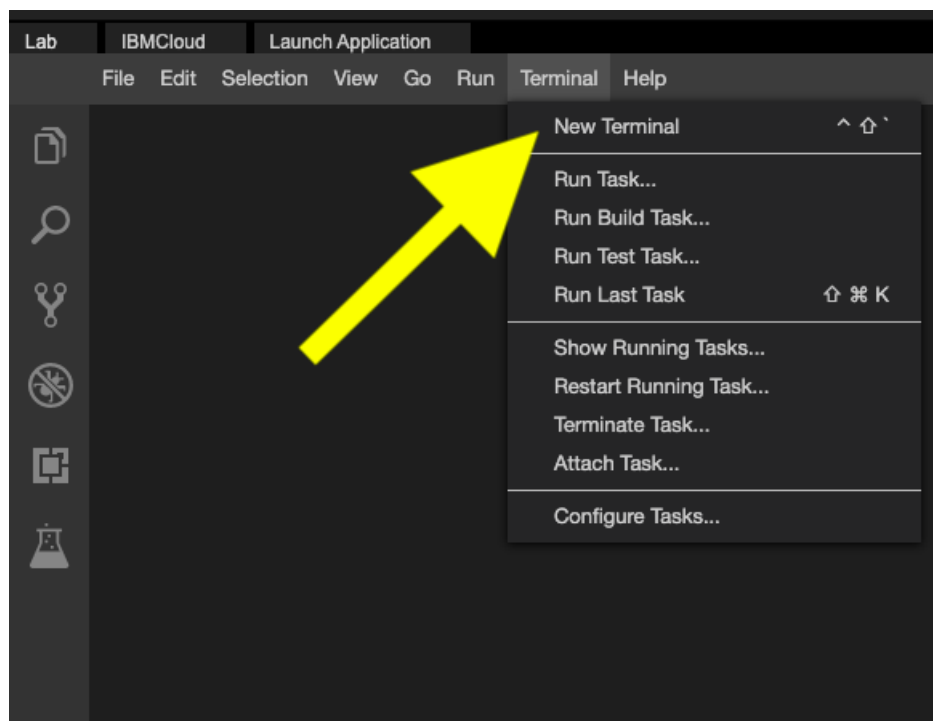 Lab IBMCloud Launch Application
File Edit Selection View Go Run Terminal Help
New Terminal ^ ⇧ `
Run Task...
Run Build Task...
Run Test Task...
Run Last Task ⇧ ⌘ K
Show Running Tasks...
Restart Running Task...
Terminate Task...
Attach Task...
Configure Tasks...